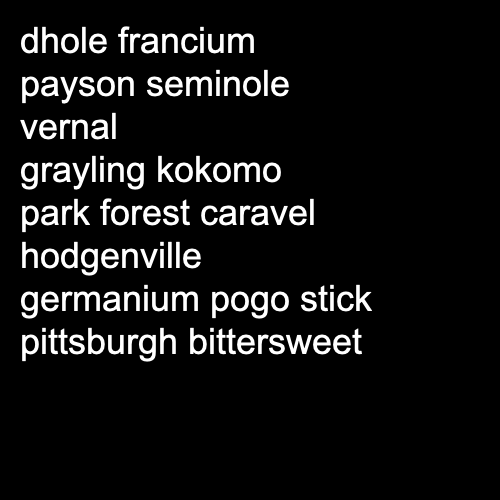 dhole francium
payson seminole
vernal
grayling kokomo
park forest caravel
hodgenville
germanium pogo stick
pittsburgh bittersweet